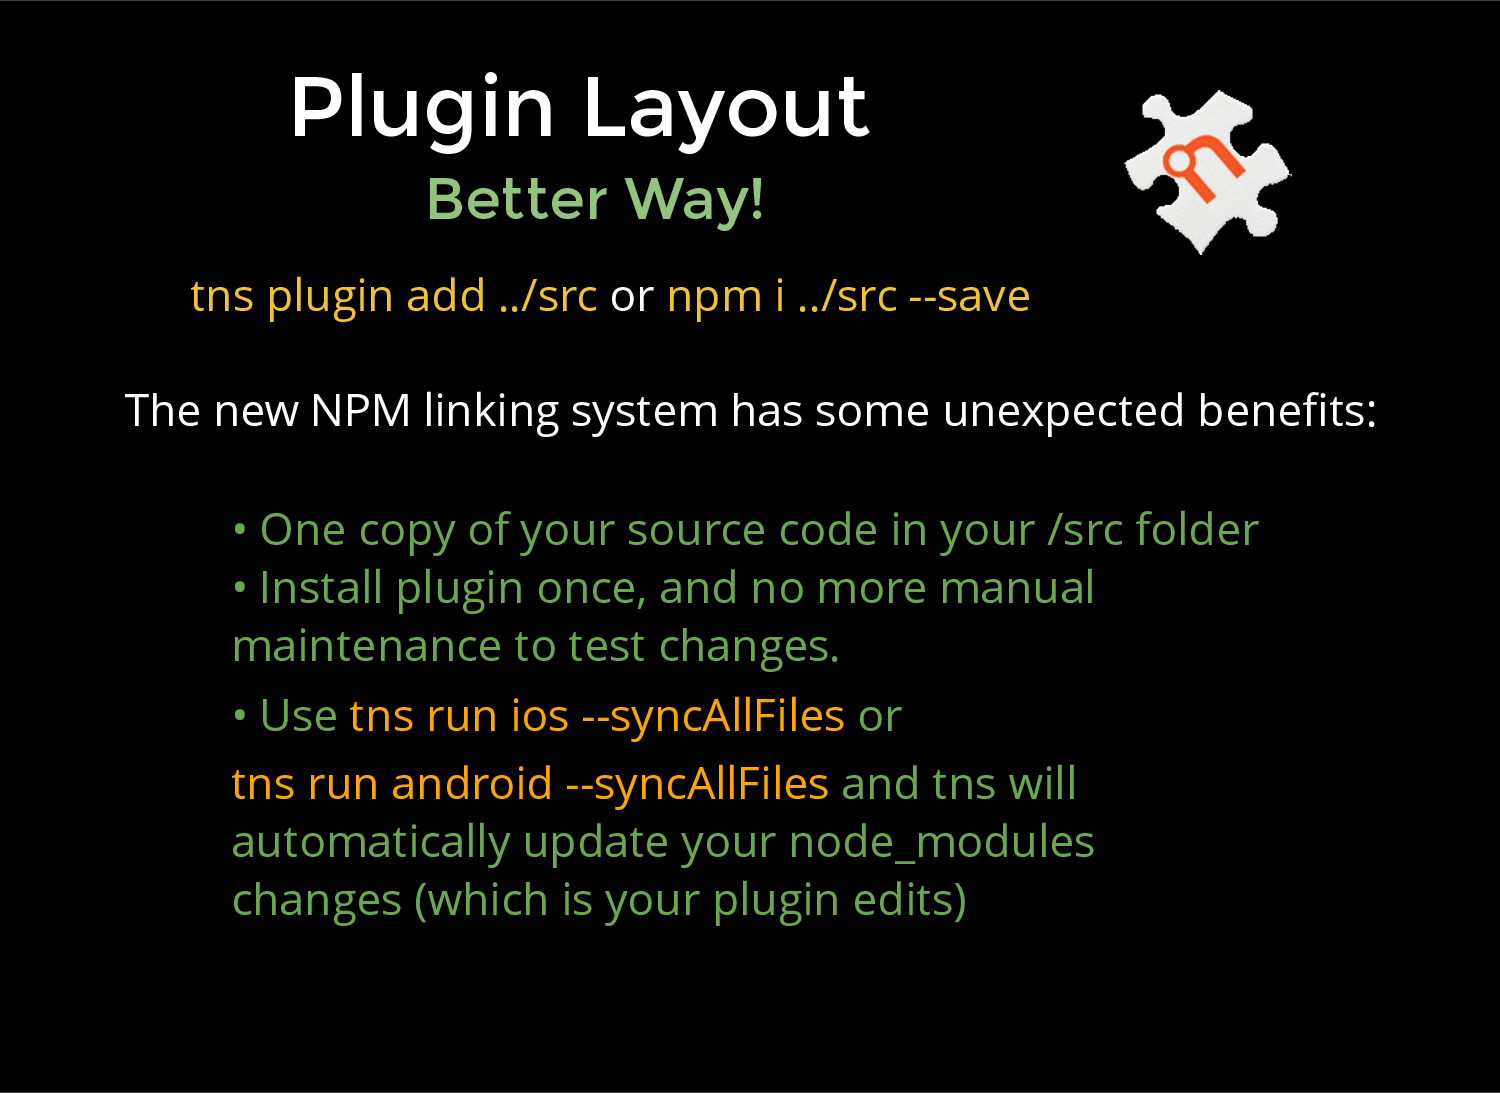 Plugin Layout
Better Way!
tns plugin add ../src or npm i ../src --save
The new NPM linking system has some unexpected benefits:
• One copy of your source code in your /src folder
• Install plugin once, and no more manual
maintenance to test changes.
• Use tns run ios --syncAllFiles or
tns run android --syncAllFiles and tns will
automatically update your node_modules
changes (which is your plugin edits)